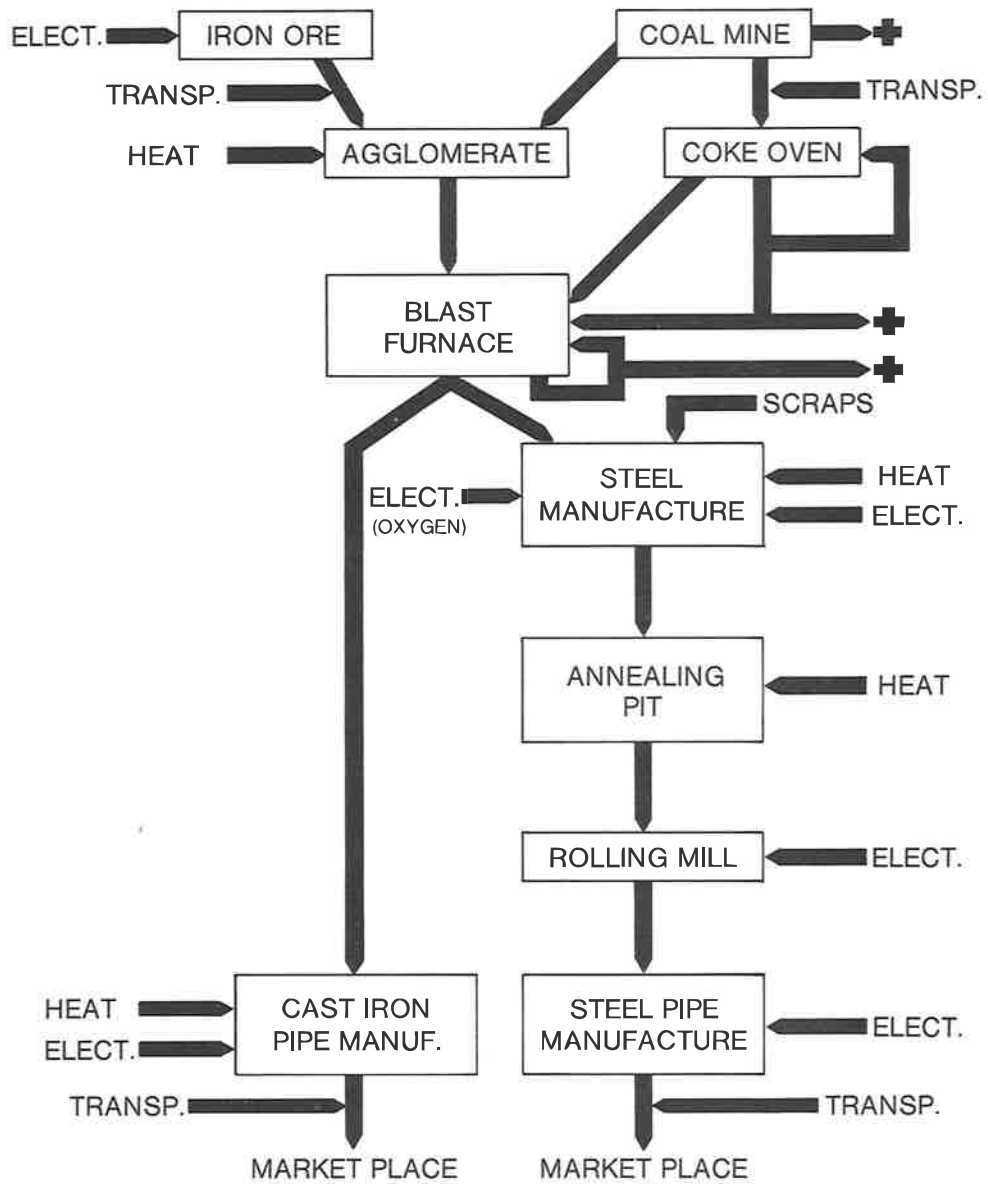 ELECT.
IRON ORE
COAL MINE
TRANSP.
TRANSP.
HEAT
AGGLOMERATE
COKE OVEN
BLAST
FURNACE
SCRAPS
ELECT.
(OXYGEN)
STEEL
MANUFACTURE
HEAT
ELECT.
ANNEALING
PIT
HEAT
ROLLING MILL
ELECT.
HEAT
ELECT.
CAST IRON
PIPE MANUF.
STEEL PIPE
MANUFACTURE
ELECT.
TRANSP.
TRANSP.
MARKET PLACE
MARKET PLACE